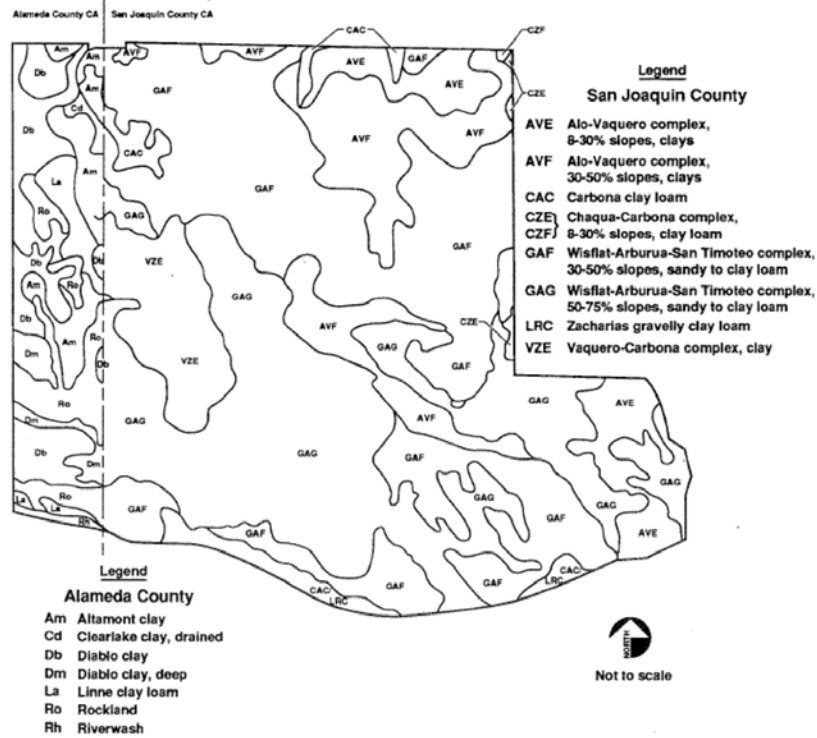 Alameda County CA
San Joaquin County CA
CAC
CZF
Am
AVF
AVF
GAF
Am
AVE
Db
GAF
AVE
CZE
Am
Cd
AVF
AVF
AVF
Db
CAC
Am
GAF
La
Ro
GAG
GAF
Db
VZE
Db
Am
Ro
GAG
Db
AVF
CZE
Ro
GAG
Dm
Am
VZE
GAF
Db
Ro
GAG
AVE
Dm
GAG
AVF
Db
GAG
GAF
Dm
GAG
GAG
Ro
La
La
GAF
GAG
GAF
Rh
GAF
AVE
CAC/
LRC
GAF
GAF
CAC/
LRC
Legend
San Joaquin County
AVE Alo-Vaquero complex,
8-30% slopes, clays
AVF Alo-Vaquero complex,
30-50% slopes, clays
CAC Carbona clay loam
CZE} Chaqua-Carbona complex,
CZF} 8-30% slopes, clay loam
GAF Wisflat-Arburua-San Timoteo complex,
30-50% slopes, sandy to clay loam
GAG Wisflat-Arburua-San Timoteo complex,
50-75% slopes, sandy to clay loam
LRC Zacharias gravelly clay loam
VZE Vaquero-Carbona complex, clay
Legend
Alameda County
Am Altamont clay
Cd Clearlake clay, drained
Db Diablo clay
Dm Diablo clay, deep
La Linne clay loam
Ro Rockland
Rh Riverwash
NORTH
Not to scale